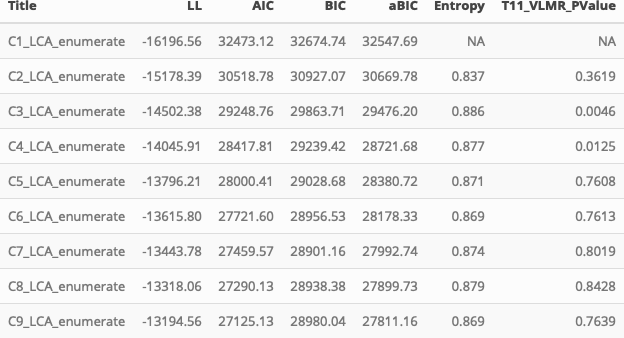 Title LL AIC BIC aBIC Entropy T11_VLMR_PValue
C1_LCA_enumerate -16196.56 32473.12 32674.74 32547.69 NA NA
C2_LCA_enumerate -15178.39 30518.78 30927.07 30669.78 0.837 0.3619
C3_LCA_enumerate -14502.38 29248.76 29863.71 29476.20 0.886 0.0046
C4_LCA_enumerate -14045.91 28417.81 29239.42 28721.68 0.877 0.0125
C5_LCA_enumerate -13796.21 28000.41 29028.68 28380.72 0.871 0.7608
C6_LCA_enumerate -13615.80 27721.60 28956.53 28178.33 0.869 0.7613
C7_LCA_enumerate -13443.78 27459.57 28901.16 27992.74 0.874 0.8019
C8_LCA_enumerate -13318.06 27290.13 28938.38 27899.73 0.879 0.8428
C9_LCA_enumerate -13194.56 27125.13 28980.04 27811.16 0.869 0.7639